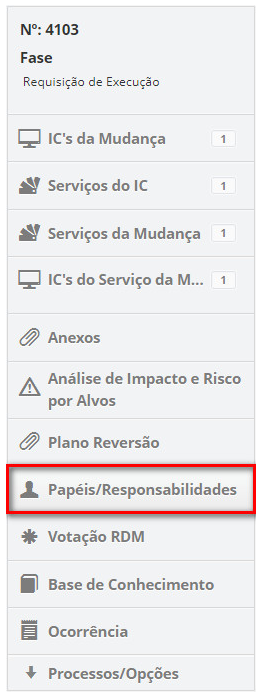 Nº: 4103
Fase
Requisição de Execução
IC's da Mudança 1
Serviços do IC 1
Serviços da Mudança 1
IC's do Serviço da M... 1
Anexos
Análise de Impacto e Risco
por Alvos
Plano Reversão
Papéis/Responsabilidades
Votação RDM
Base de Conhecimento
Ocorrência
Processos/Opções